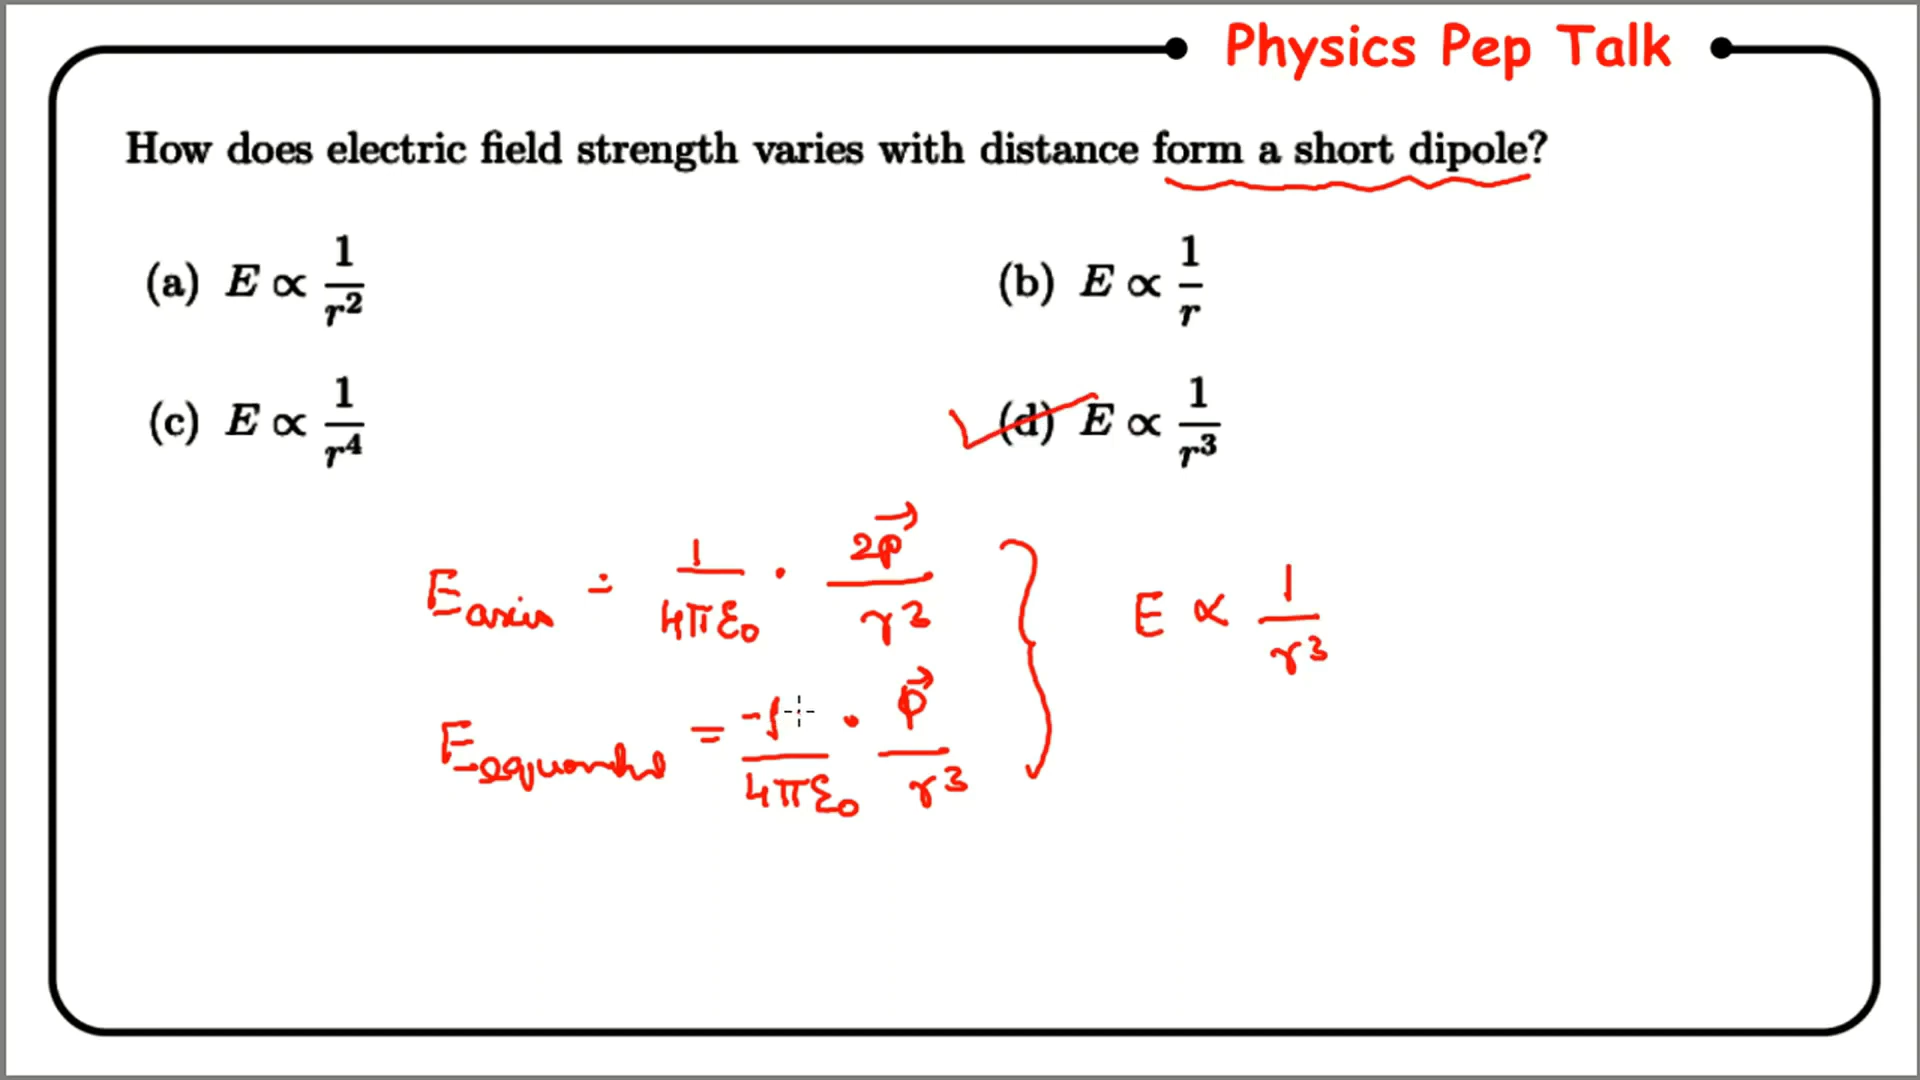 Physics Pep Talk
How does electric field strength varies with distance form a short dipole?
(a) E ∝ 1/r²
(b) E ∝ 1/r
(c) E ∝ 1/r⁴
(d) E ∝ 1/r³
E axis = 1/4πε₀ · 2p⃗/r³
E ∝ 1/r³
E = -1/4πε₀ · p⃗/r³